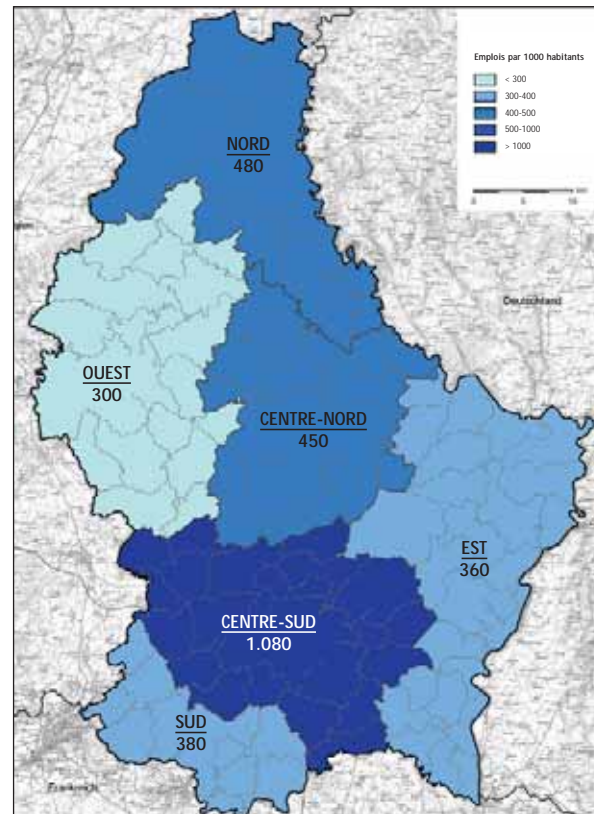 Emplois par 1000 habitants
< 300
300-400
400-500
500-1000
> 1000
0 5 10
km
NORD
480
Deutschland
OUEST
300
CENTRE-NORD
450
EST
360
CENTRE-SUD
1.080
SUD
380
Frankreich